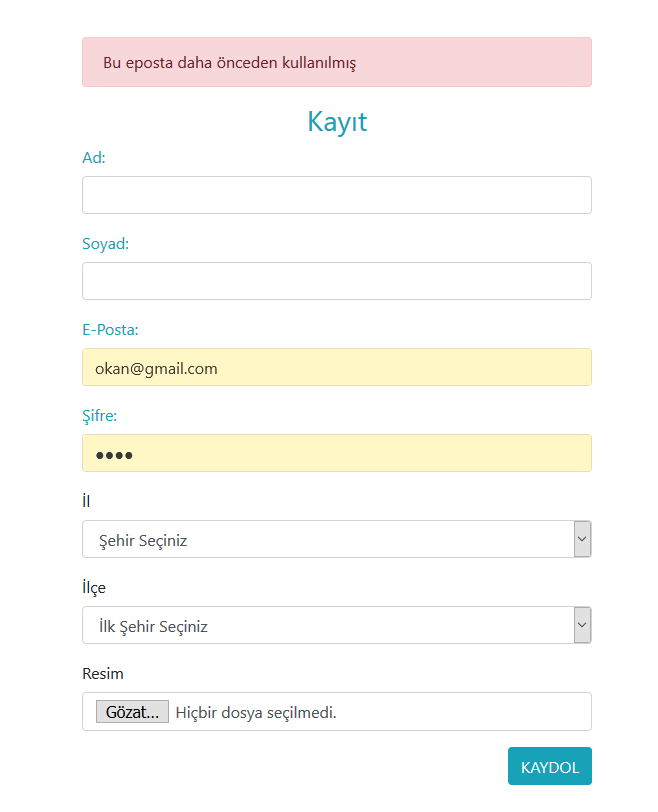 Bu eposta daha önceden kullanılmış
Kayıt
Ad:
Soyad:
E-Posta:
okan@gmail.com
Şifre:
●●●●
İl
Şehir Seçiniz
İlçe
İlk Şehir Seçiniz
Resim
Gözat... Hiçbir dosya seçilmedi.
KAYDOL